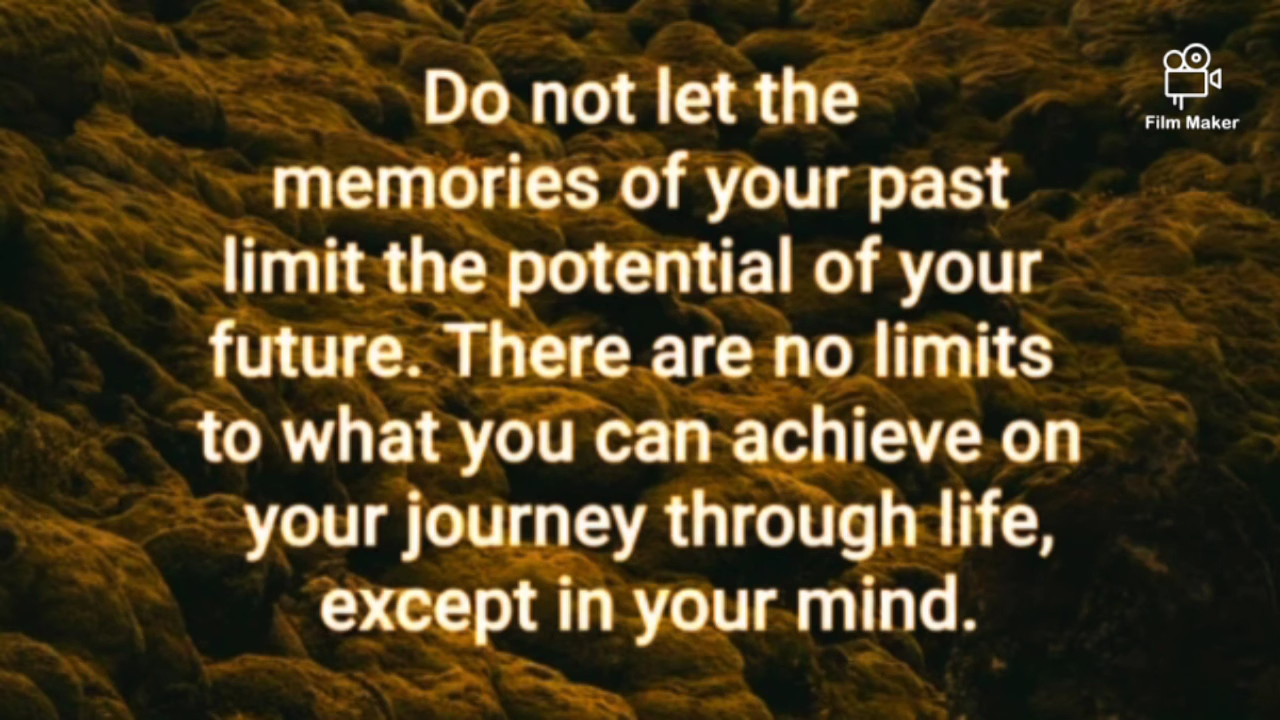 Do not let the
memories of your past
limit the potential of your
future. There are no limits
to what you can achieve on
your journey through life,
except in your mind.
Film Maker